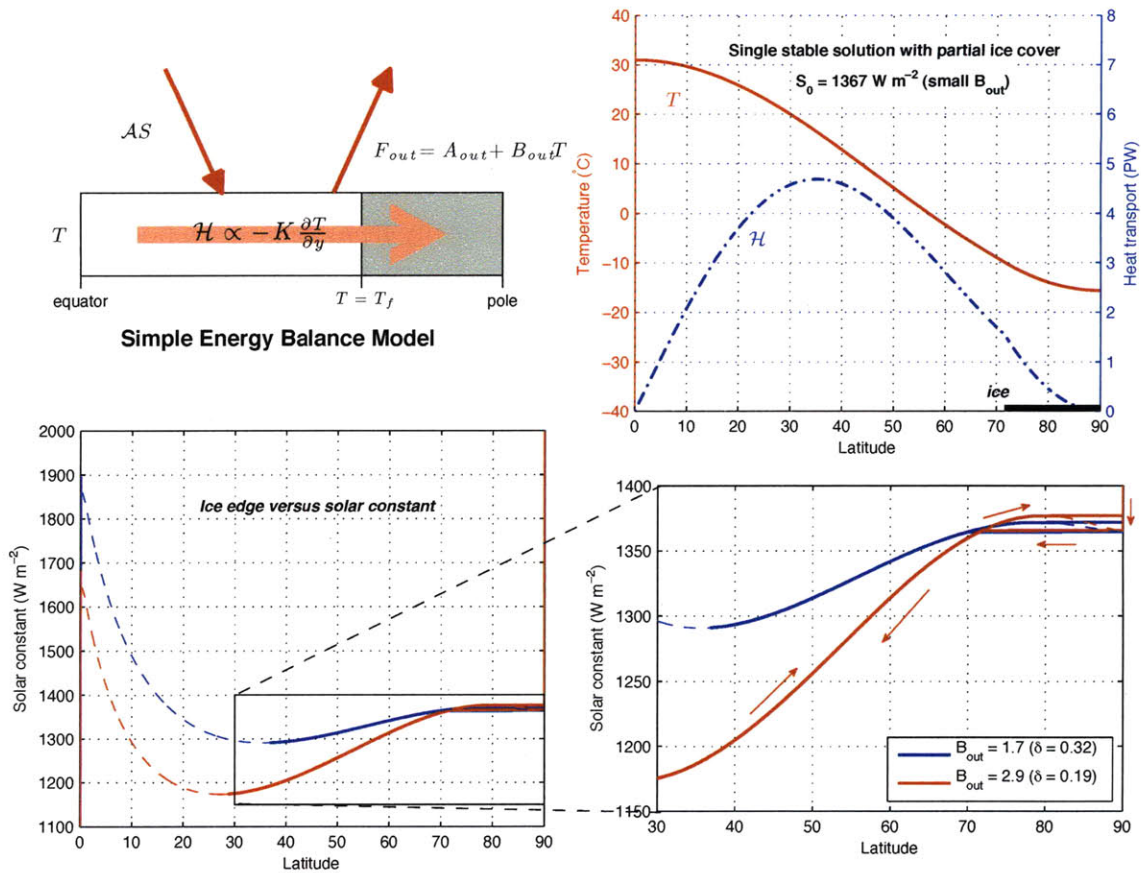 𝒜S
F_out = A_out + B_out T
T
ℋ ∝ −K ∂T/∂y
equator
T = T_f
pole
Simple Energy Balance Model
Single stable solution with partial ice cover
S_0 = 1367 W m^−2 (small B_out)
T
ℋ
ice
Temperature (°C)
40
30
20
10
0
−10
−20
−30
−40
Heat transport (PW)
8
7
6
5
4
3
2
1
0
0 10 20 30 40 50 60 70 80 90
Latitude
Ice edge versus solar constant
Solar constant (W m^−2)
2000
1900
1800
1700
1600
1500
1400
1300
1200
1100
0 10 20 30 40 50 60 70 80 90
Latitude
Solar constant (W m^−2)
1400
1350
1300
1250
1200
1150
B_out = 1.7 (δ = 0.32)
B_out = 2.9 (δ = 0.19)
30 40 50 60 70 80 90
Latitude